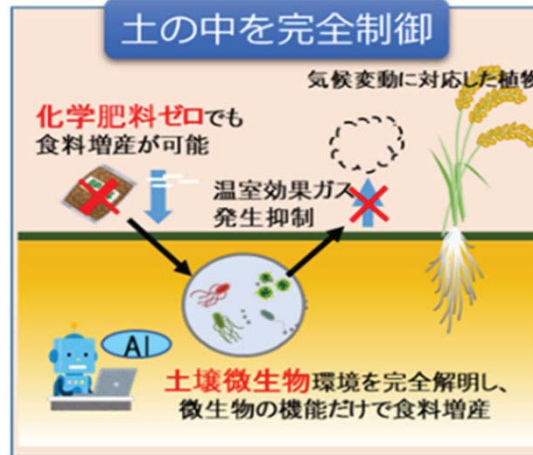 土の中を完全制御
気候変動に対応した植物
化学肥料ゼロでも
食料増産が可能
温室効果ガス
発生抑制
AI
土壌微生物環境を完全解明し、
微生物の機能だけで食料増産